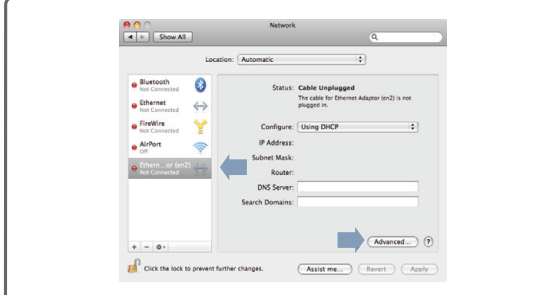 Network
Show All
Location: Automatic
Bluetooth
Not Connected
Ethernet
Not Connected
FireWire
Not Connected
AirPort
Off
Ethern...or (en2)
Not Connected
Status: Cable Unplugged
The cable for Ethernet Adaptor (en2) is not
plugged in.
Configure: Using DHCP
IP Address:
Subnet Mask:
Router:
DNS Server:
Search Domains:
Advanced... ?
Click the lock to prevent further changes.
Assist me... Revert Apply